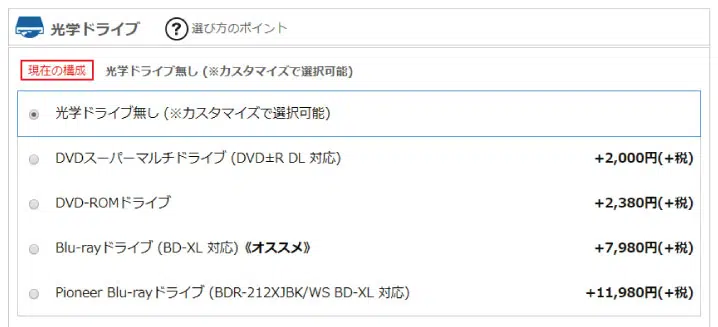 光学ドライブ ? 選び方のポイント
現在の構成 光学ドライブ無し (※カスタマイズで選択可能)
光学ドライブ無し (※カスタマイズで選択可能)
DVDスーパーマルチドライブ (DVD±R DL 対応) +2,000円(+税)
DVD-ROMドライブ +2,380円(+税)
Blu-rayドライブ (BD-XL 対応)《オススメ》 +7,980円(+税)
Pioneer Blu-rayドライブ (BDR-212XJBK/WS BD-XL 対応) +11,980円(+税)